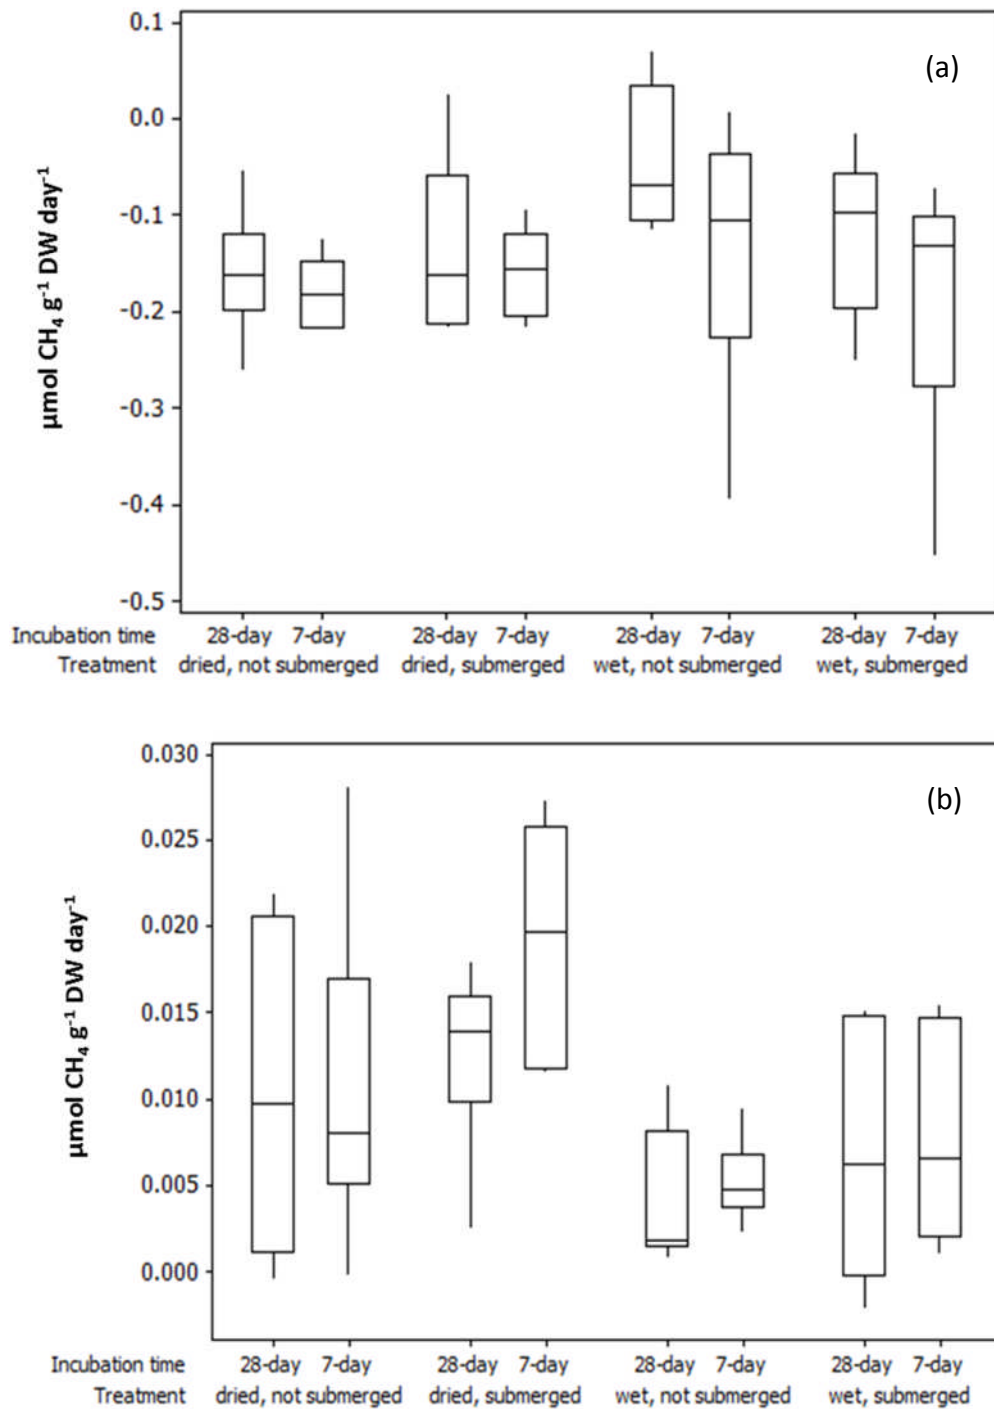 (a)
μmol CH₄ g⁻¹ DW day⁻¹
0.1
0.0
-0.1
-0.2
-0.3
-0.4
-0.5
Incubation time 28-day 7-day 28-day 7-day 28-day 7-day 28-day 7-day
Treatment dried, not submerged dried, submerged wet, not submerged wet, submerged
(b)
μmol CH₄ g⁻¹ DW day⁻¹
0.030
0.025
0.020
0.015
0.010
0.005
0.000
Incubation time 28-day 7-day 28-day 7-day 28-day 7-day 28-day 7-day
Treatment dried, not submerged dried, submerged wet, not submerged wet, submerged